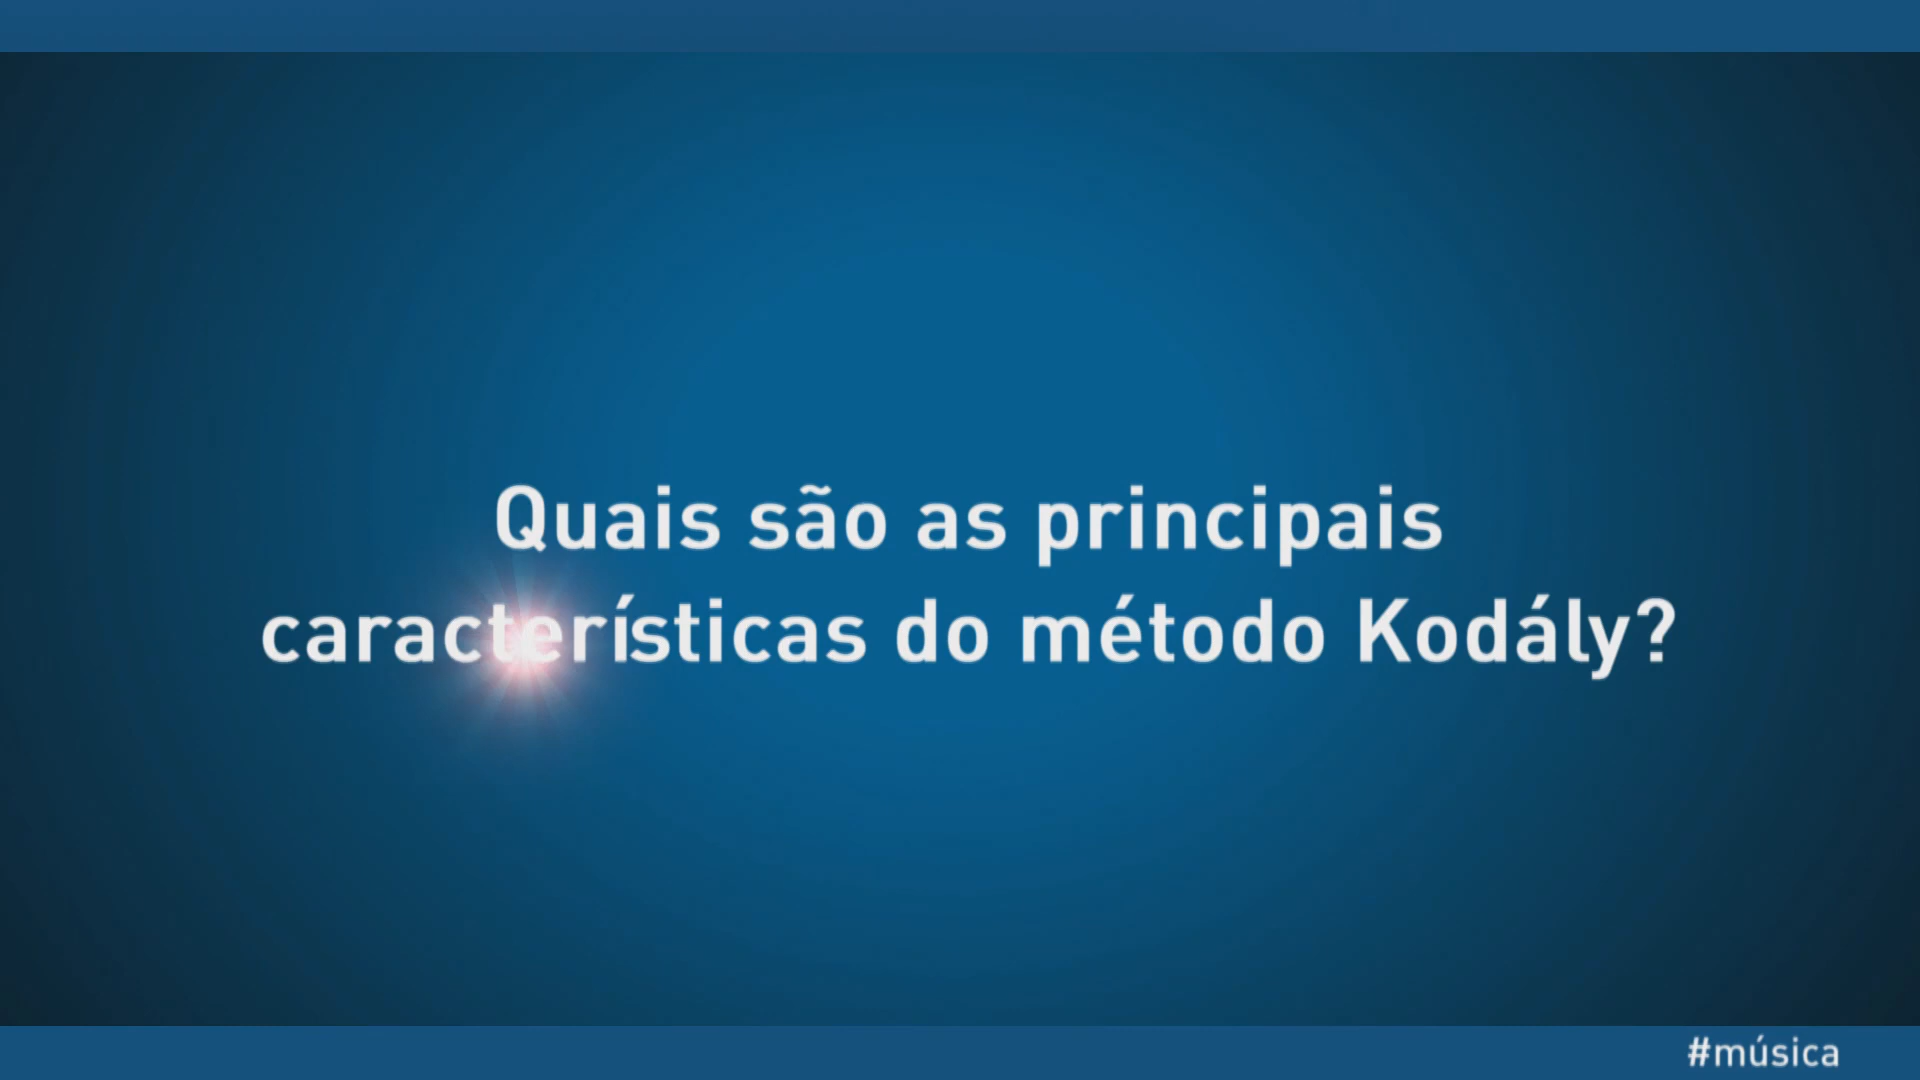 Quais são as principais
características do método Kodály?
#música